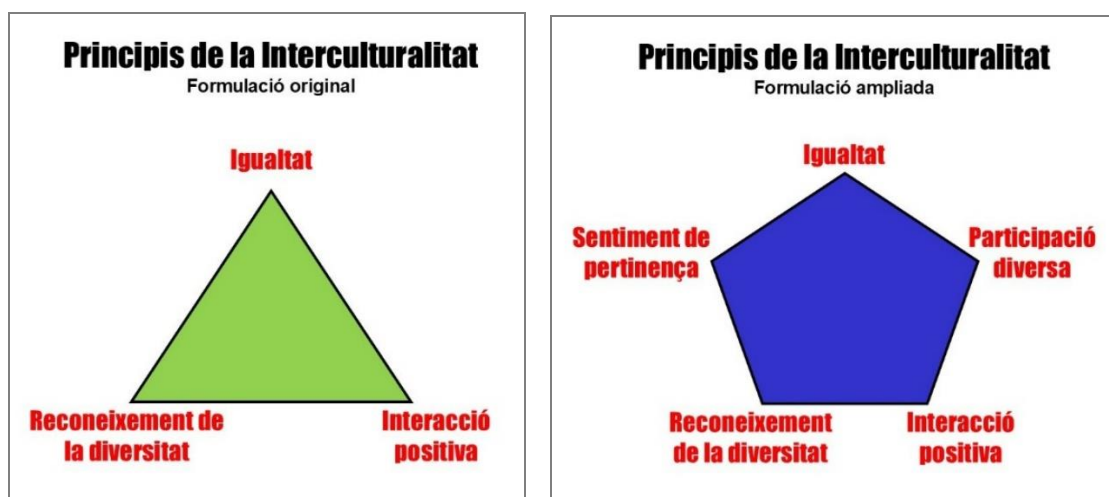 Principis de la Interculturalitat
Formulació original
Igualtat
Reconeixement de
la diversitat
Interacció
positiva
Principis de la Interculturalitat
Formulació ampliada
Igualtat
Sentiment de
pertinença
Participació
diversa
Reconeixement
de la diversitat
Interacció
positiva